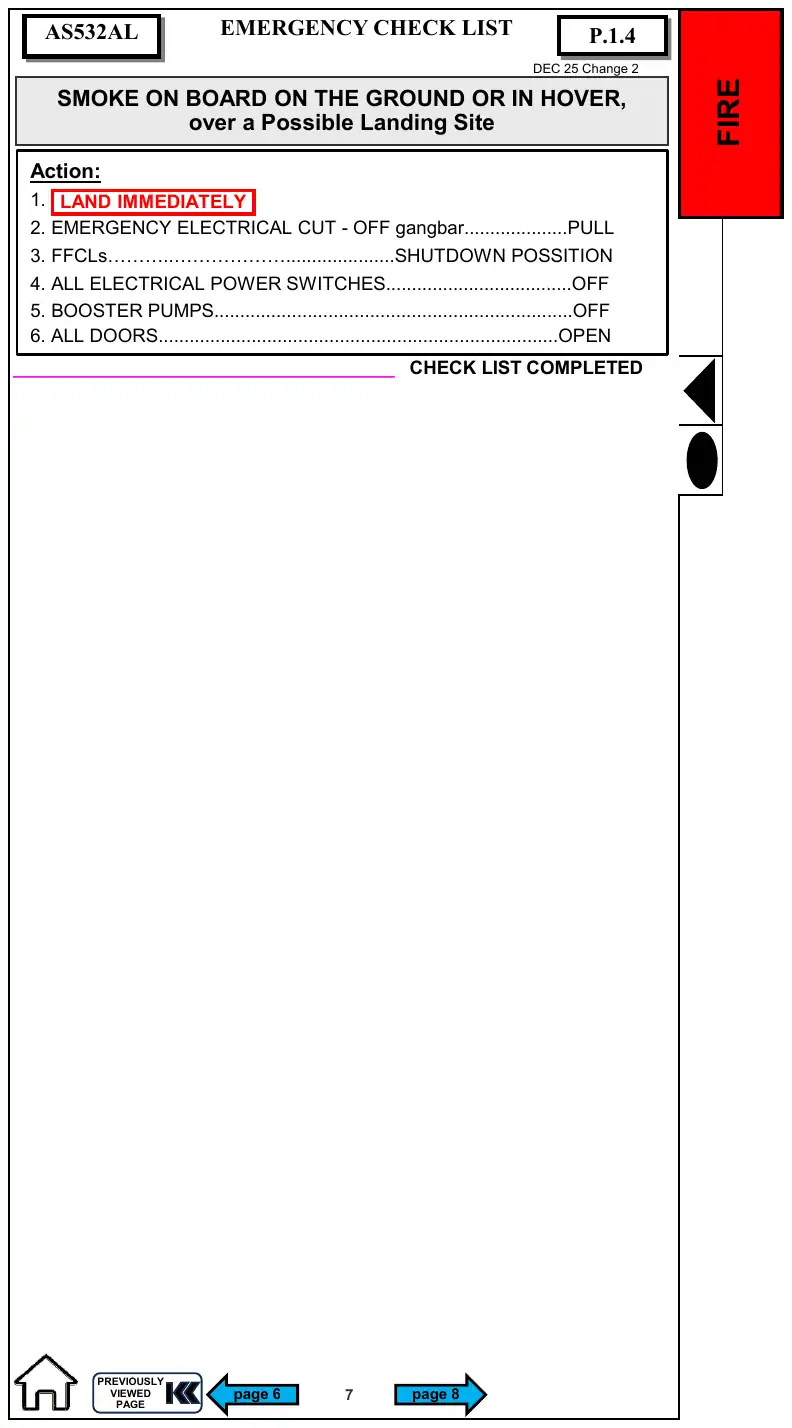 AS532AL
EMERGENCY CHECK LIST
P.1.4
DEC 25 Change 2
FIRE
SMOKE ON BOARD ON THE GROUND OR IN HOVER,
over a Possible Landing Site
Action:
1. LAND IMMEDIATELY
2. EMERGENCY ELECTRICAL CUT - OFF gangbar....................PULL
3. FFCLs………..………………......................SHUTDOWN POSSITION
4. ALL ELECTRICAL POWER SWITCHES....................................OFF
5. BOOSTER PUMPS.....................................................................OFF
6. ALL DOORS.............................................................................OPEN
CHECK LIST COMPLETED
PREVIOUSLY
VIEWED
PAGE
page 6
7
page 8